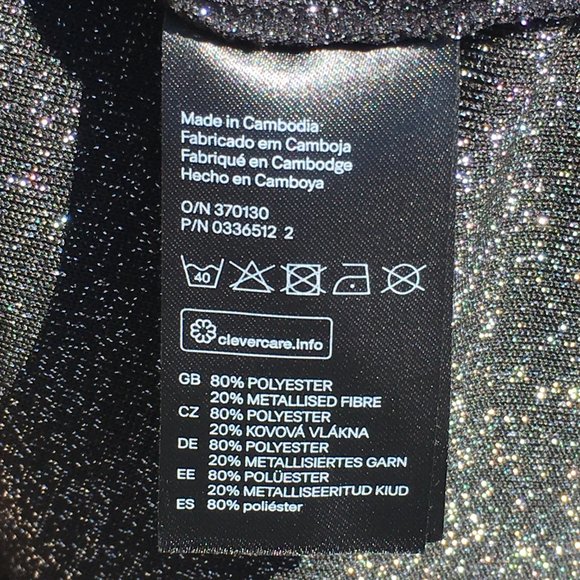 Made in Cambodia
Fabricado em Camboja
Fabriqué en Cambodge
Hecho en Camboya
O/N 370130
P/N 0336512 2
40
clevercare.info
GB 80% POLYESTER
20% METALLISED FIBRE
CZ 80% POLYESTER
20% KOVOVÁ VLÁKNA
DE 80% POLYESTER
20% METALLISIERTES GARN
EE 80% POLÜESTER
20% METALLISEERITUD KIUD
ES 80% poliéster